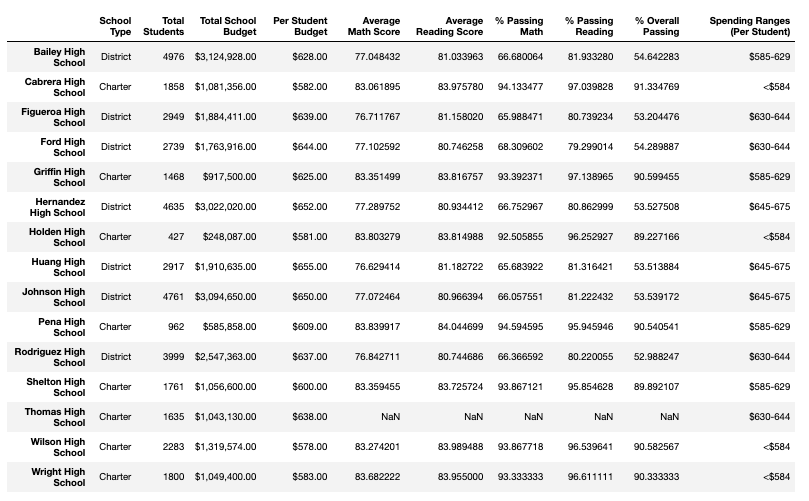 School Type Total Students Total School Budget Per Student Budget Average Math Score Average Reading Score % Passing Math % Passing Reading % Overall Passing Spending Ranges (Per Student)
Bailey High School District 4976 $3,124,928.00 $628.00 77.048432 81.033963 66.680064 81.933280 54.642283 $585-629
Cabrera High School Charter 1858 $1,081,356.00 $582.00 83.061895 83.975780 94.133477 97.039828 91.334769 <$584
Figueroa High School District 2949 $1,884,411.00 $639.00 76.711767 81.158020 65.988471 80.739234 53.204476 $630-644
Ford High School District 2739 $1,763,916.00 $644.00 77.102592 80.746258 68.309602 79.299014 54.289887 $630-644
Griffin High School Charter 1468 $917,500.00 $625.00 83.351499 83.816757 93.392371 97.138965 90.599455 $585-629
Hernandez High School District 4635 $3,022,020.00 $652.00 77.289752 80.934412 66.752967 80.862999 53.527508 $645-675
Holden High School Charter 427 $248,087.00 $581.00 83.803279 83.814988 92.505855 96.252927 89.227166 <$584
Huang High School District 2917 $1,910,635.00 $655.00 76.629414 81.182722 65.683922 81.316421 53.513884 $645-675
Johnson High School District 4761 $3,094,650.00 $650.00 77.072464 80.966394 66.057551 81.222432 53.539172 $645-675
Pena High School Charter 962 $585,858.00 $609.00 83.839917 84.044699 94.594595 95.945946 90.540541 $585-629
Rodriguez High School District 3999 $2,547,363.00 $637.00 76.842711 80.744686 66.366592 80.220055 52.988247 $630-644
Shelton High School Charter 1761 $1,056,600.00 $600.00 83.359455 83.725724 93.867121 95.854628 89.892107 $585-629
Thomas High School Charter 1635 $1,043,130.00 $638.00 NaN NaN NaN NaN NaN $630-644
Wilson High School Charter 2283 $1,319,574.00 $578.00 83.274201 83.989488 93.867718 96.539641 90.582567 <$584
Wright High School Charter 1800 $1,049,400.00 $583.00 83.682222 83.955000 93.333333 96.611111 90.333333 <$584